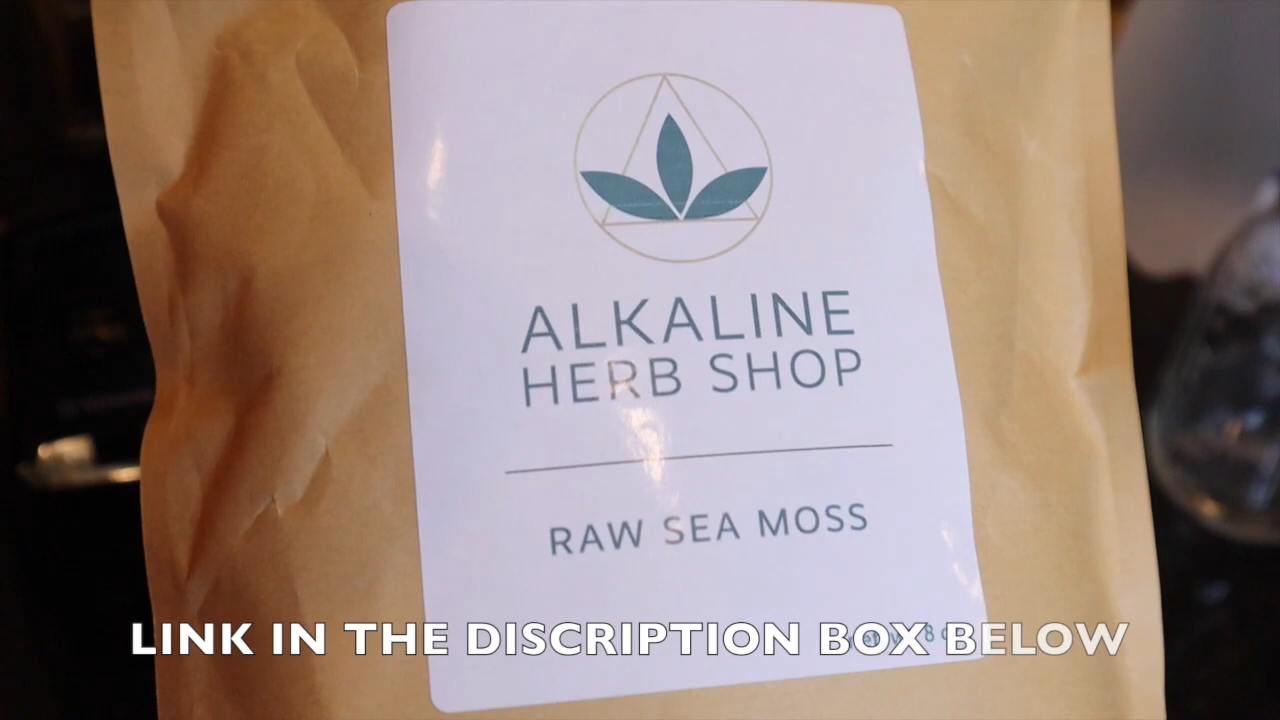 ALKALINE
HERB SHOP
RAW SEA MOSS
LINK IN THE DISCRIPTION BOX BELOW